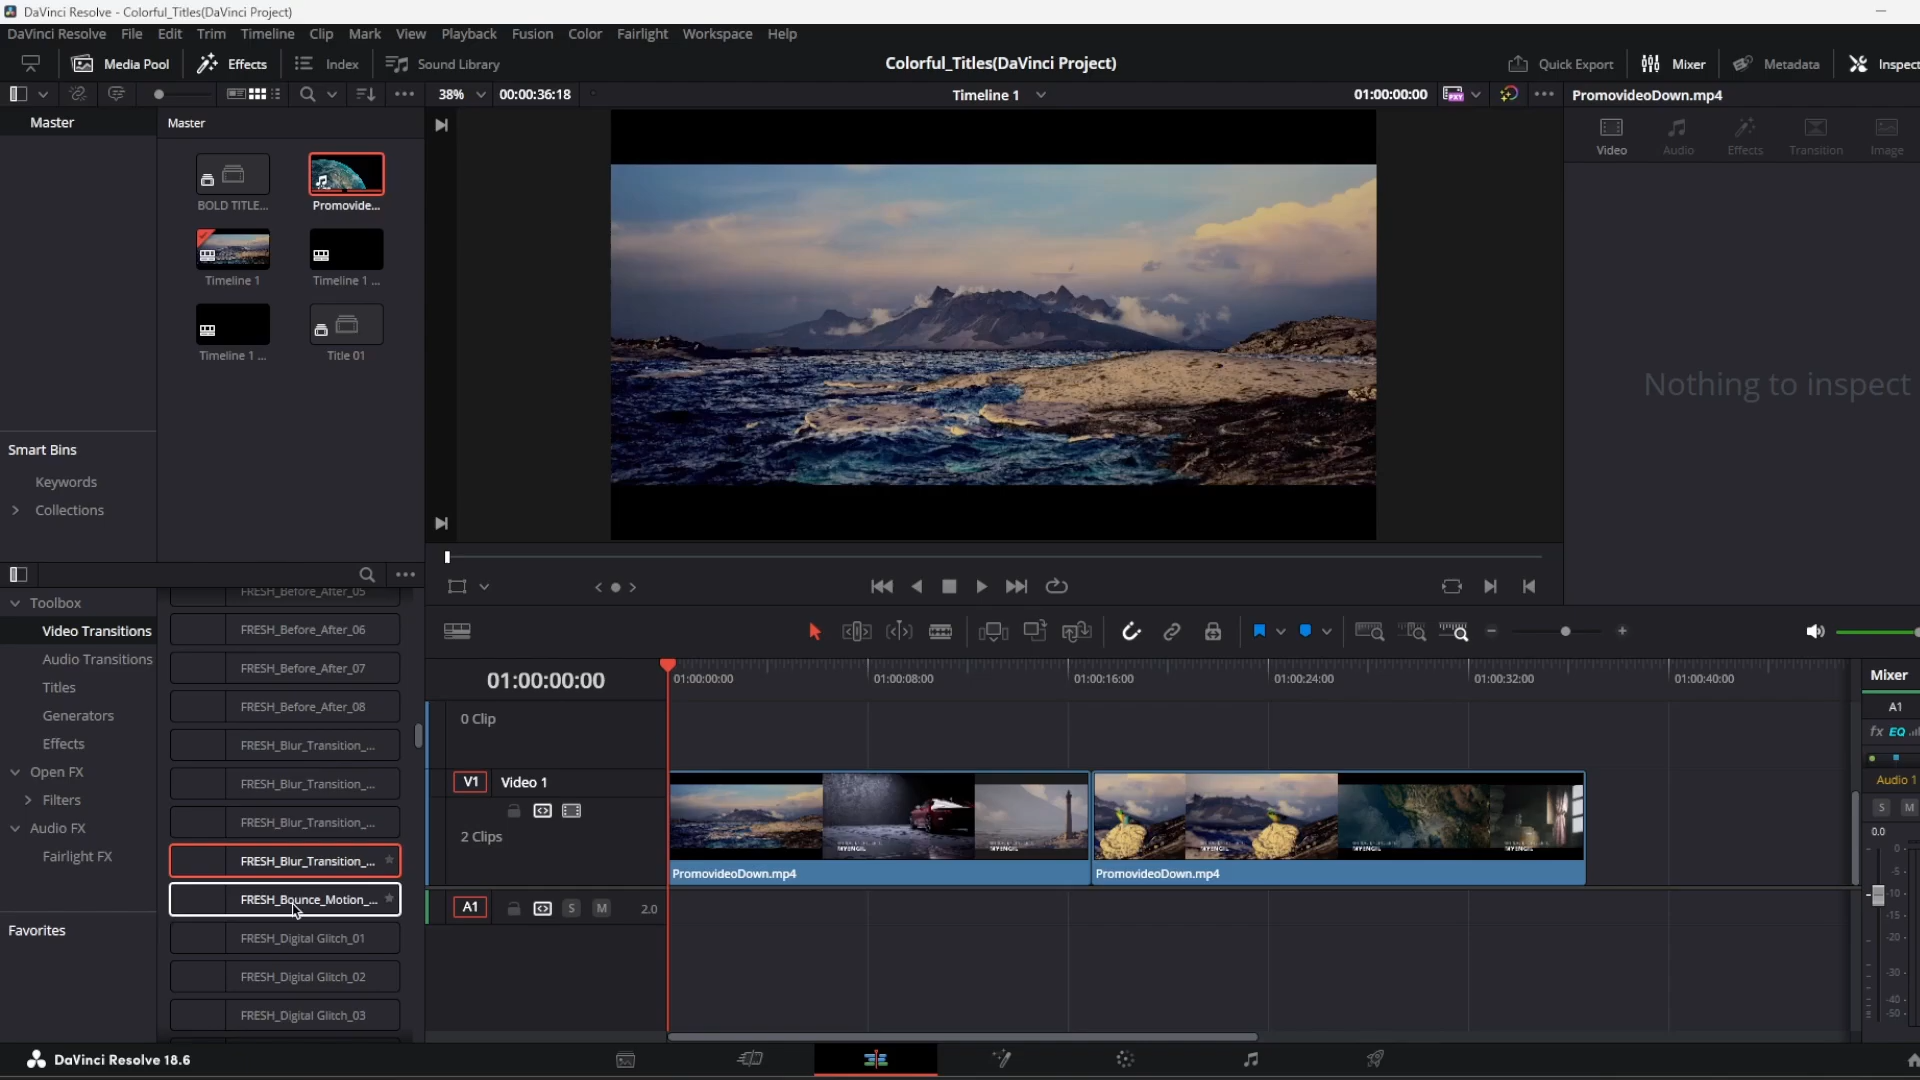 DaVinci Resolve - Colorful_Titles(DaVinci Project)
DaVinci Resolve File Edit Trim Timeline Clip Mark View Playback Fusion Color Fairlight Workspace Help
Media Pool Effects Index Sound Library Colorful_Titles(DaVinci Project) Quick Export Mixer Metadata Inspect
38% 00:00:36:18 Timeline 1 01:00:00:00 PXY PromovideoDown.mp4
Master Master
Video Audio Effects Transition Image
BOLD TITLE... Promovide...
Timeline 1 Timeline 1 ...
Timeline 1 ... Title 01
Nothing to inspect
Smart Bins
Keywords
Collections
Toolbox
Video Transitions
Audio Transitions
Titles
Generators
Effects
Open FX
Filters
Audio FX
Fairlight FX
Favorites
FRESH_Before_After_05
FRESH_Before_After_06
FRESH_Before_After_07
FRESH_Before_After_08
FRESH_Blur_Transition_...
FRESH_Blur_Transition_...
FRESH_Blur_Transition_...
FRESH_Blur_Transition_...
FRESH_Bounce_Motion_...
FRESH_Digital Glitch_01
FRESH_Digital Glitch_02
FRESH_Digital Glitch_03
01:00:00:00 01:00:00:00 01:00:08:00 01:00:16:00 01:00:24:00 01:00:32:00 01:00:40:00
0 Clip
V1 Video 1
2 Clips
PromovideoDown.mp4 PromovideoDown.mp4
A1 S M 2.0
Mixer
A1
fx EQ
Audio 1
S M
0.0
0
-5
-10
-15
-20
-30
-40
-50
DaVinci Resolve 18.6